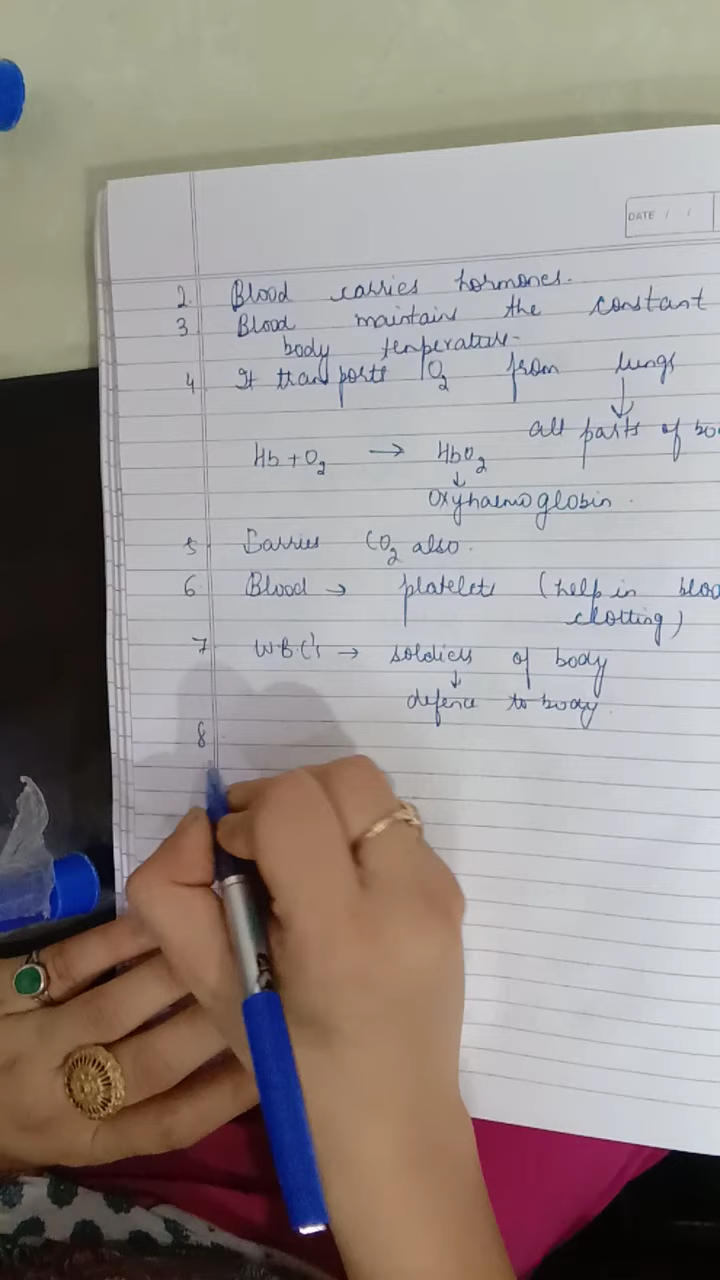 DATE / /
2. Blood carries hormones.
3 Blood maintains the constant
body temperature.
4 It transports O2 from lungs
↓
all parts of bo
Hb + O2 → HbO2
↓
Oxyhaemoglobin.
5 Carries CO2 also.
6 Blood → platelets (help in bloo
clotting)
7 W.B.C's → soldiers of body
↓
defence to body.
8